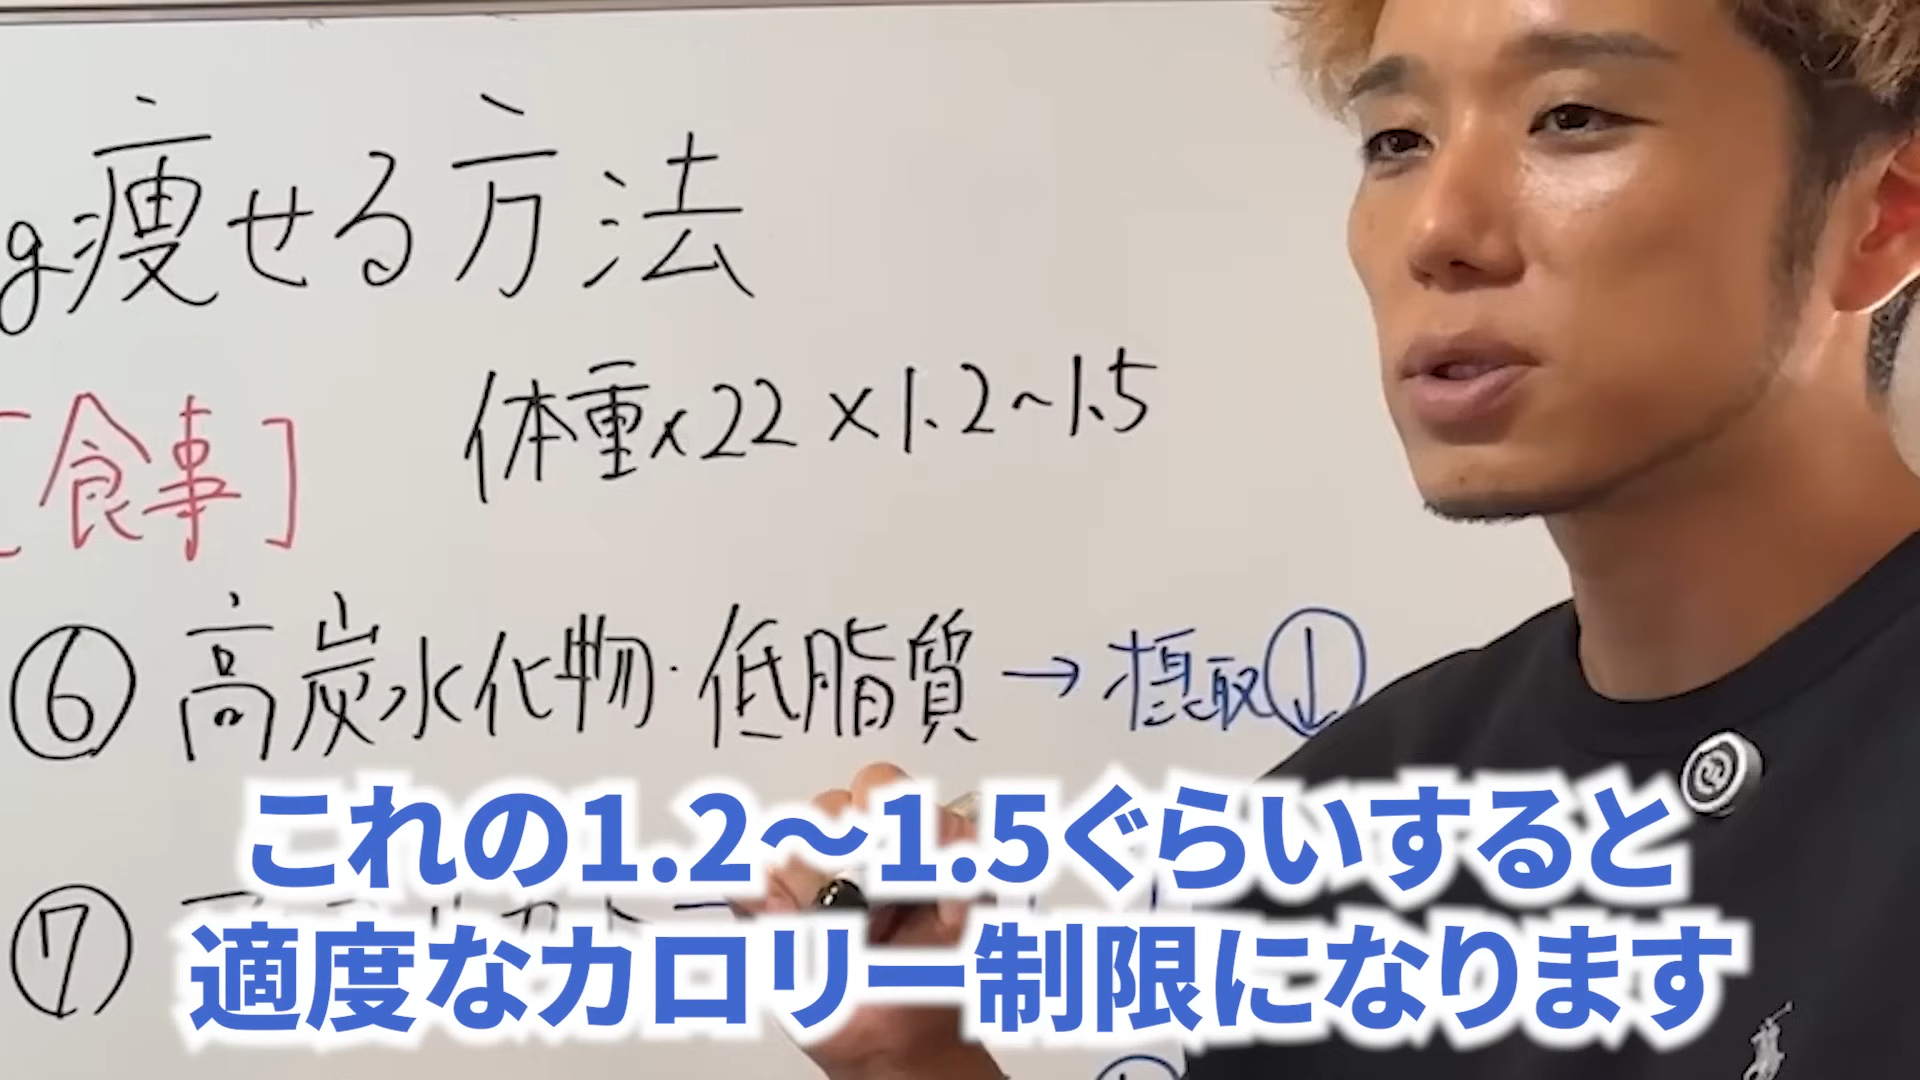 g痩せる方法
体重×22×1.2~1.5
[食事]
⑥ 高炭水化物・低脂質→摂取↓
これの1.2〜1.5ぐらいすると
⑦
適度なカロリー制限になります